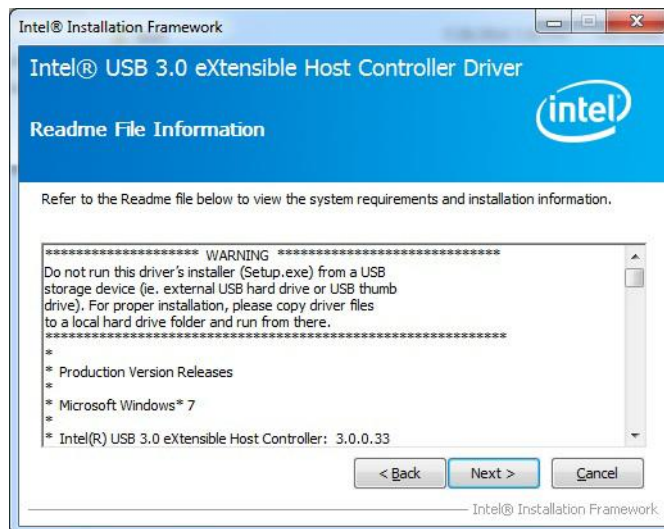 Intel® Installation Framework
Intel® USB 3.0 eXtensible Host Controller Driver
intel
Readme File Information
Refer to the Readme file below to view the system requirements and installation information.
******************** WARNING *****************************
Do not run this driver's installer (Setup.exe) from a USB
storage device (ie. external USB hard drive or USB thumb
drive). For proper installation, please copy driver files
to a local hard drive folder and run from there.
************************************************************
*
* Production Version Releases
*
* Microsoft Windows* 7
*
* Intel(R) USB 3.0 eXtensible Host Controller: 3.0.0.33
< Back
Next >
Cancel
Intel® Installation Framework